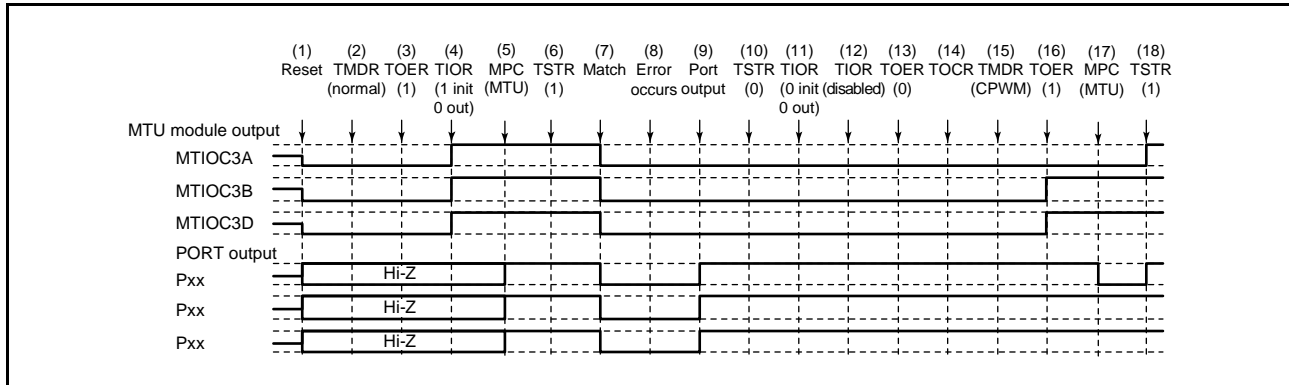 (1) (2) (3) (4) (5) (6) (7) (8) (9) (10) (11) (12) (13) (14) (15) (16) (17) (18)
Reset TMDR TOER TIOR MPC TSTR Match Error Port TSTR TIOR TIOR TOER TOCR TMDR TOER MPC TSTR
(normal) (1) (1 init (MTU) (1) occurs output (0) (0 init (disabled) (0) (CPWM) (1) (MTU) (1)
0 out) 0 out)
MTU module output
MTIOC3A
MTIOC3B
MTIOC3D
PORT output
Pxx Hi-Z
Pxx Hi-Z
Pxx Hi-Z